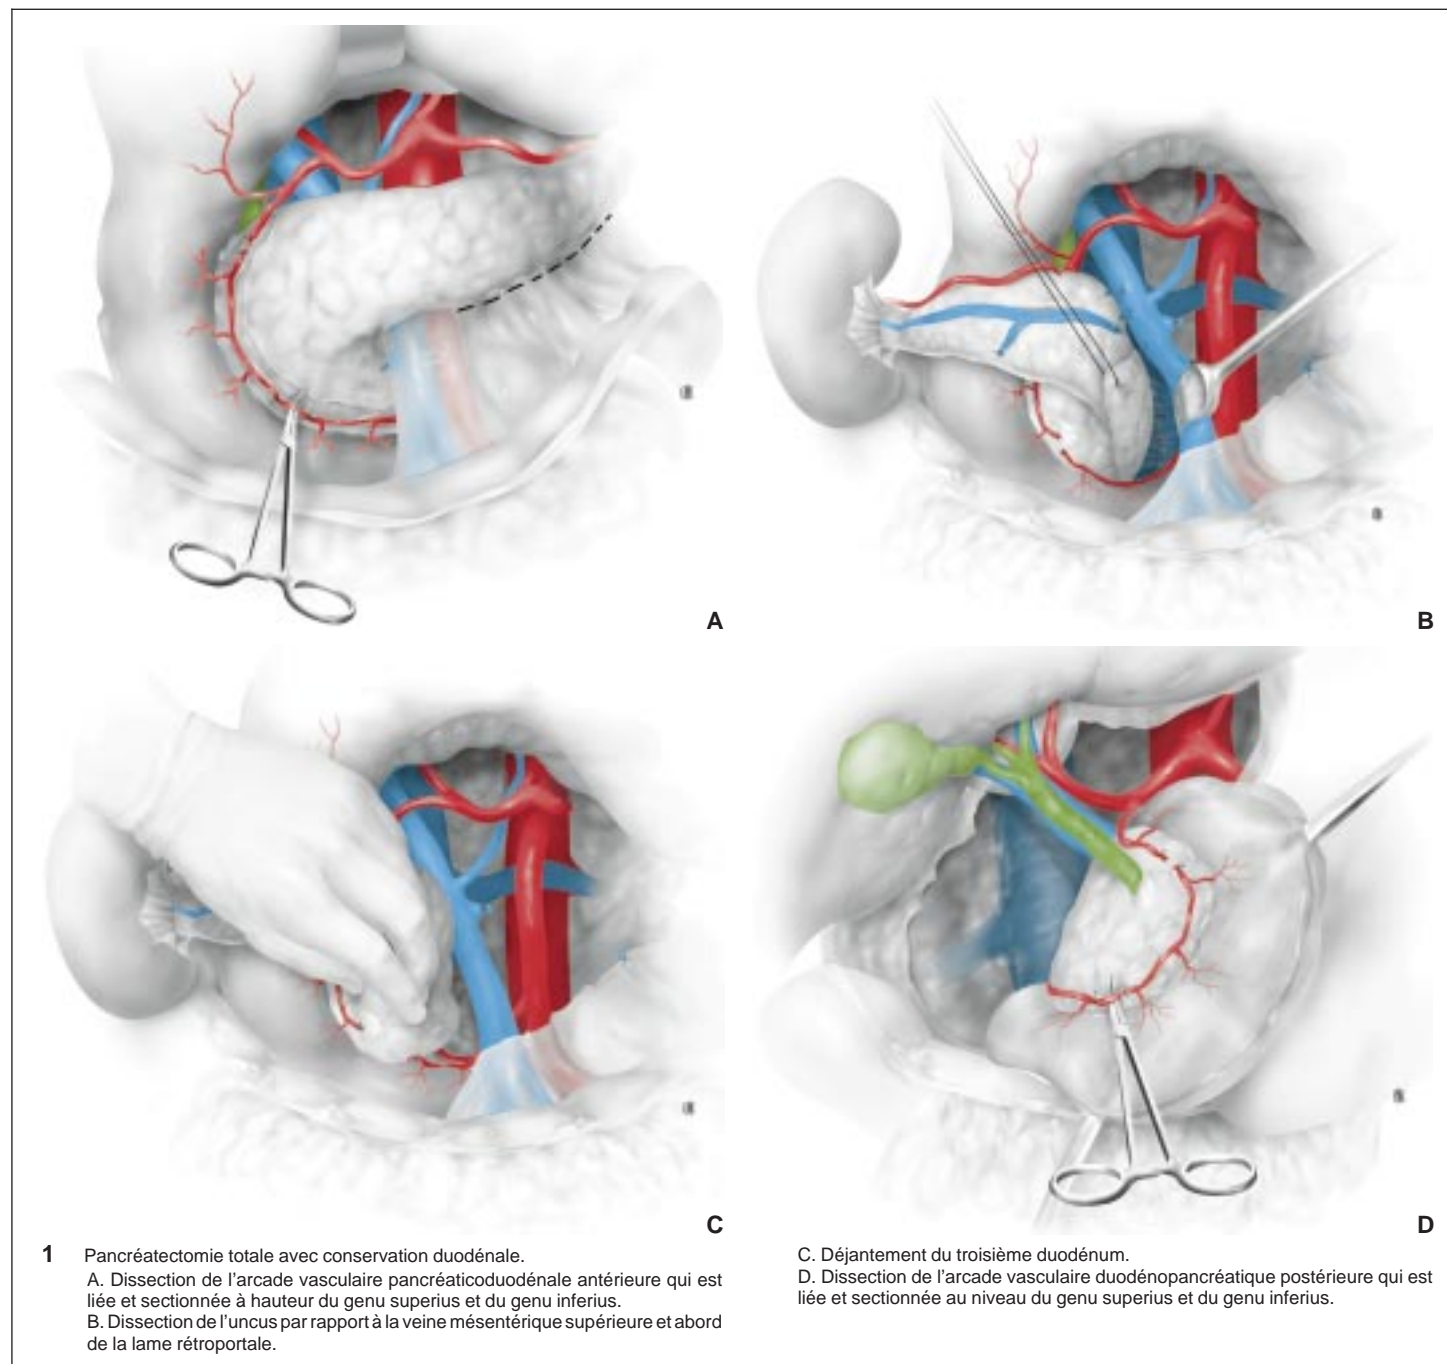 A
B
C
D
1 Pancréatectomie totale avec conservation duodénale.
A. Dissection de l'arcade vasculaire pancréaticoduodénale antérieure qui est
liée et sectionnée à hauteur du genu superius et du genu inferius.
B. Dissection de l'uncus par rapport à la veine mésentérique supérieure et abord
de la lame rétroportale.
C. Déjantement du troisième duodénum.
D. Dissection de l'arcade vasculaire duodénopancréatique postérieure qui est
liée et sectionnée au niveau du genu superius et du genu inferius.